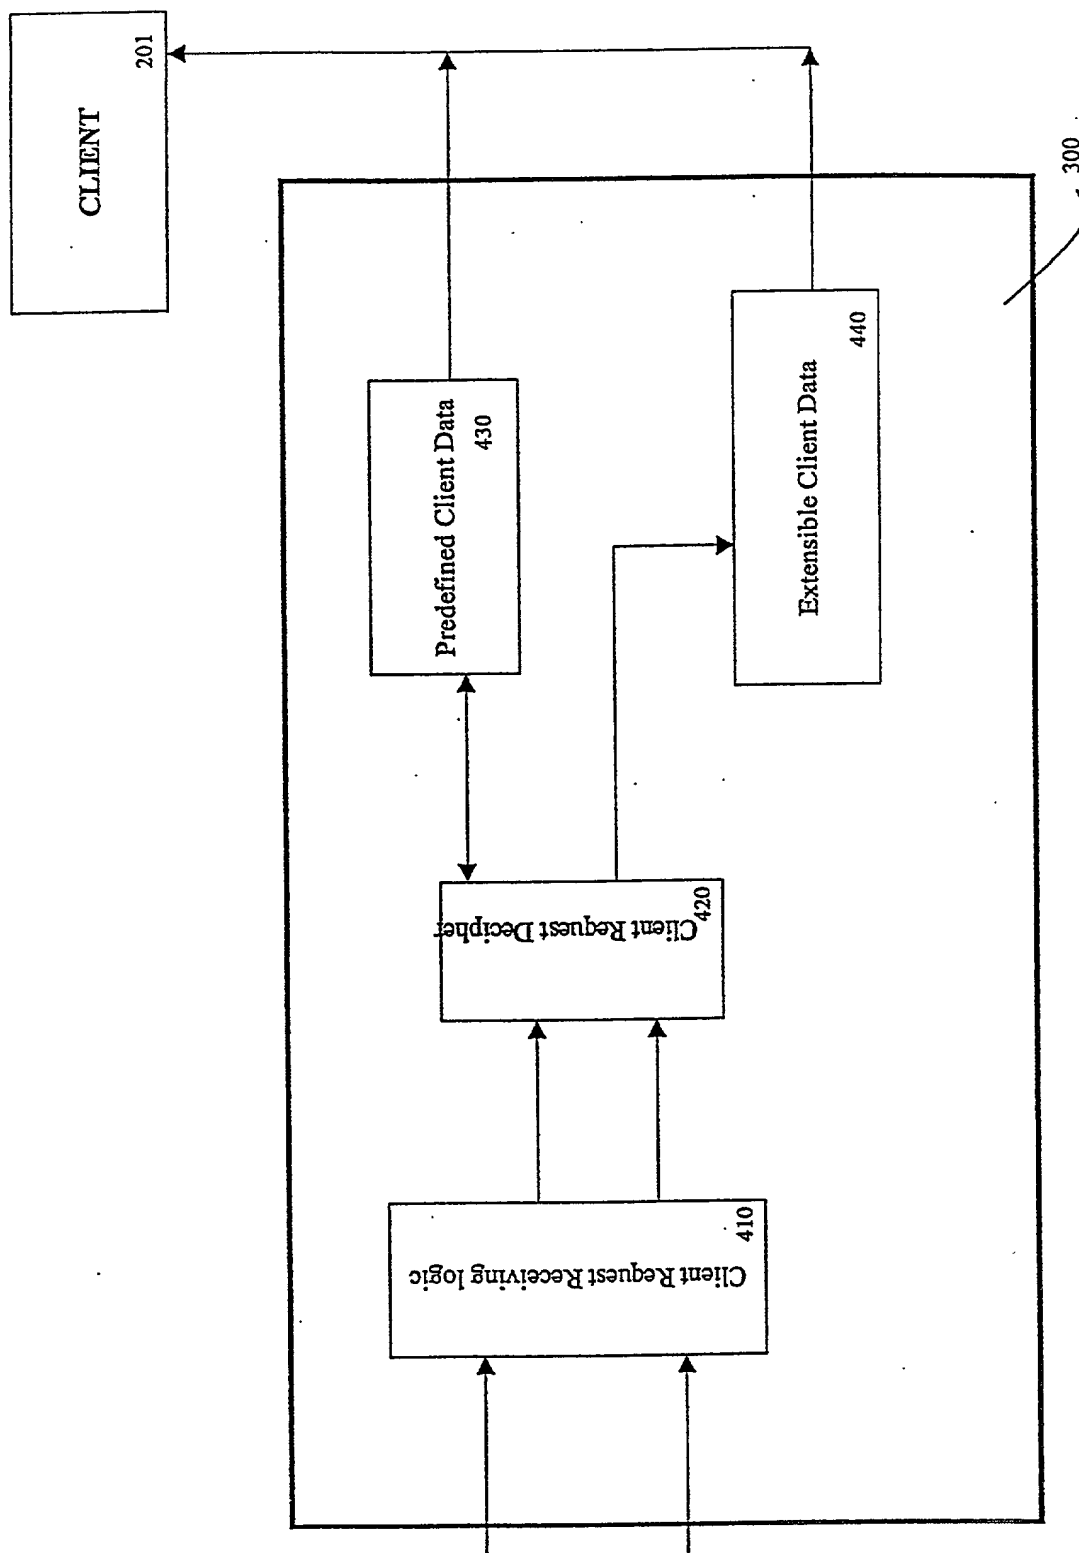 CLIENT
201
300
Predefined Client Data
430
Extensible Client Data
440
Client Request Decipher
420
Client Request Receiving logic
410